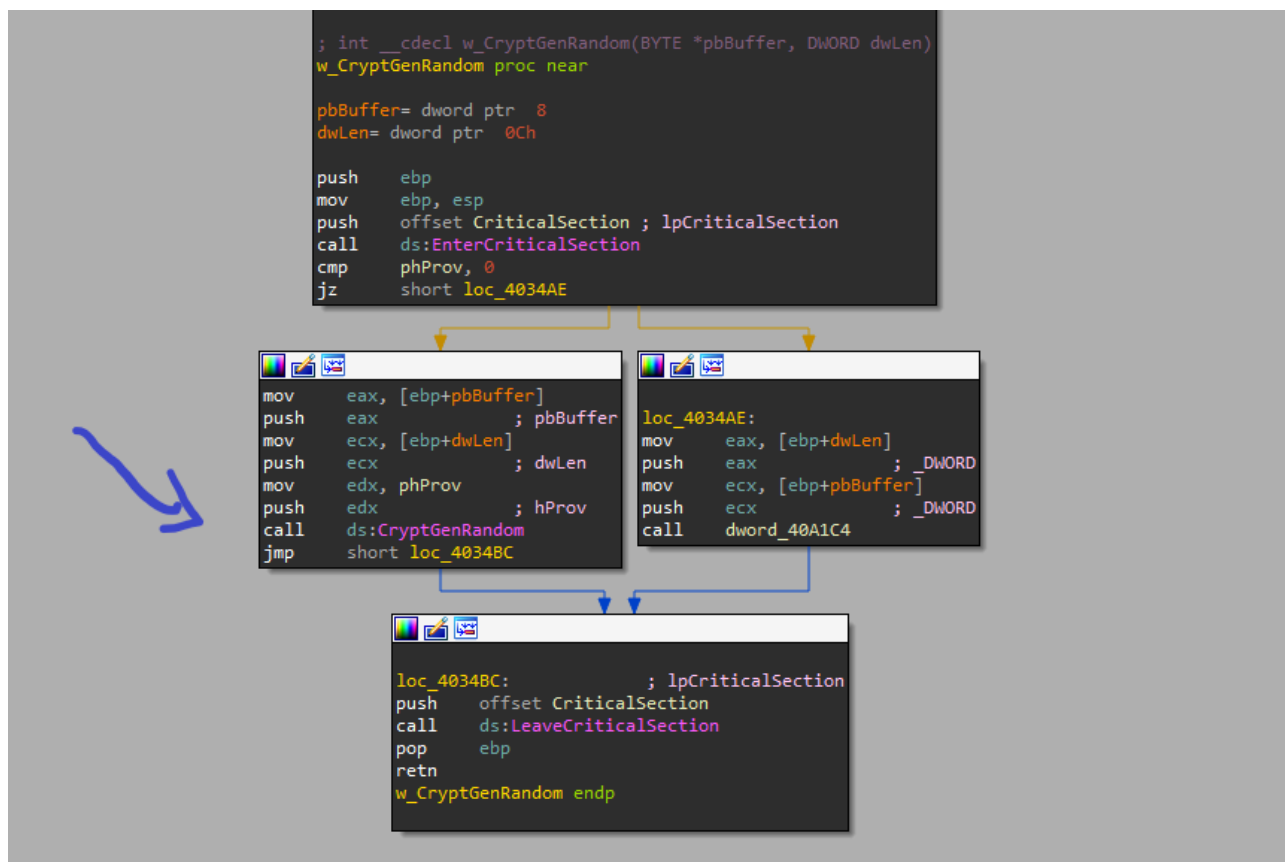 ; int __cdecl w_CryptGenRandom(BYTE *pbBuffer, DWORD dwLen)
w_CryptGenRandom proc near
pbBuffer= dword ptr  8
dwLen= dword ptr  0Ch
push    ebp
mov     ebp, esp
push    offset CriticalSection ; lpCriticalSection
call    ds:EnterCriticalSection
cmp     phProv, 0
jz      short loc_4034AE
mov     eax, [ebp+pbBuffer]
push    eax             ; pbBuffer
mov     ecx, [ebp+dwLen]
push    ecx             ; dwLen
mov     edx, phProv
push    edx             ; hProv
call    ds:CryptGenRandom
jmp     short loc_4034BC
loc_4034AE:
mov     eax, [ebp+dwLen]
push    eax             ; _DWORD
mov     ecx, [ebp+pbBuffer]
push    ecx             ; _DWORD
call    dword_40A1C4
loc_4034BC:             ; lpCriticalSection
push    offset CriticalSection
call    ds:LeaveCriticalSection
pop     ebp
retn
w_CryptGenRandom endp